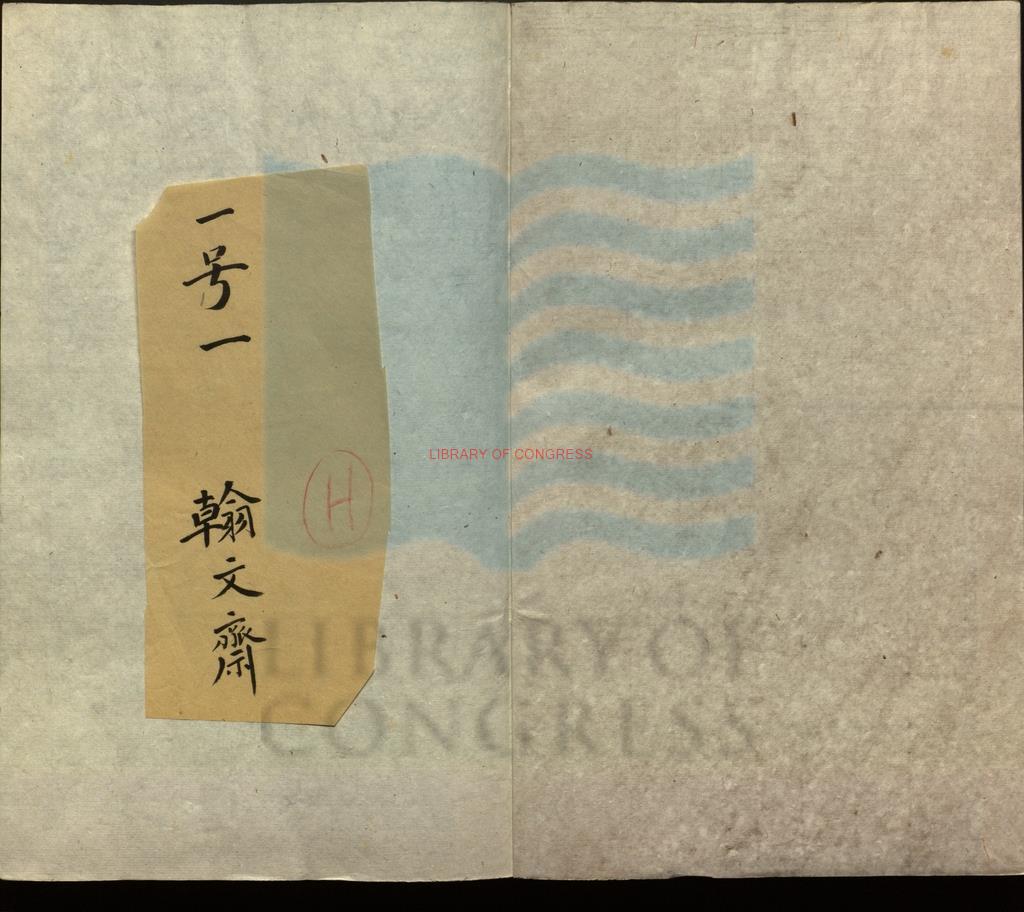 一号一
翰文齋
H
LIBRARY OF CONGRESS
LIBRARY OF
CONGRESS